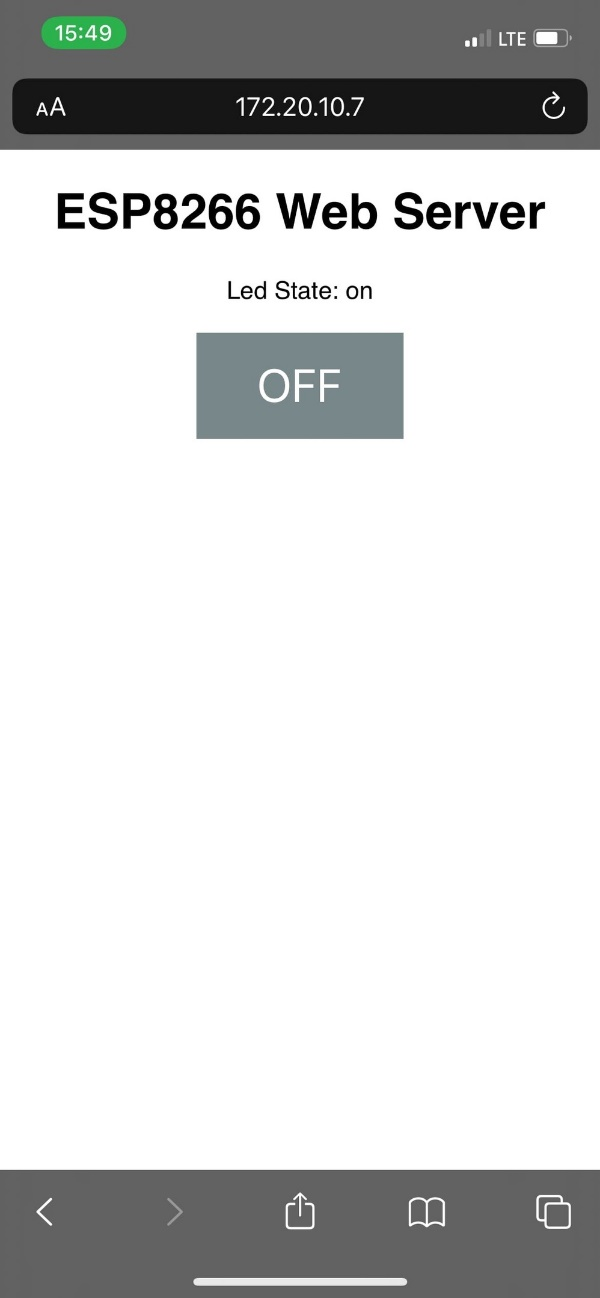 15:49
LTE
AA
172.20.10.7
ESP8266 Web Server
Led State: on
OFF